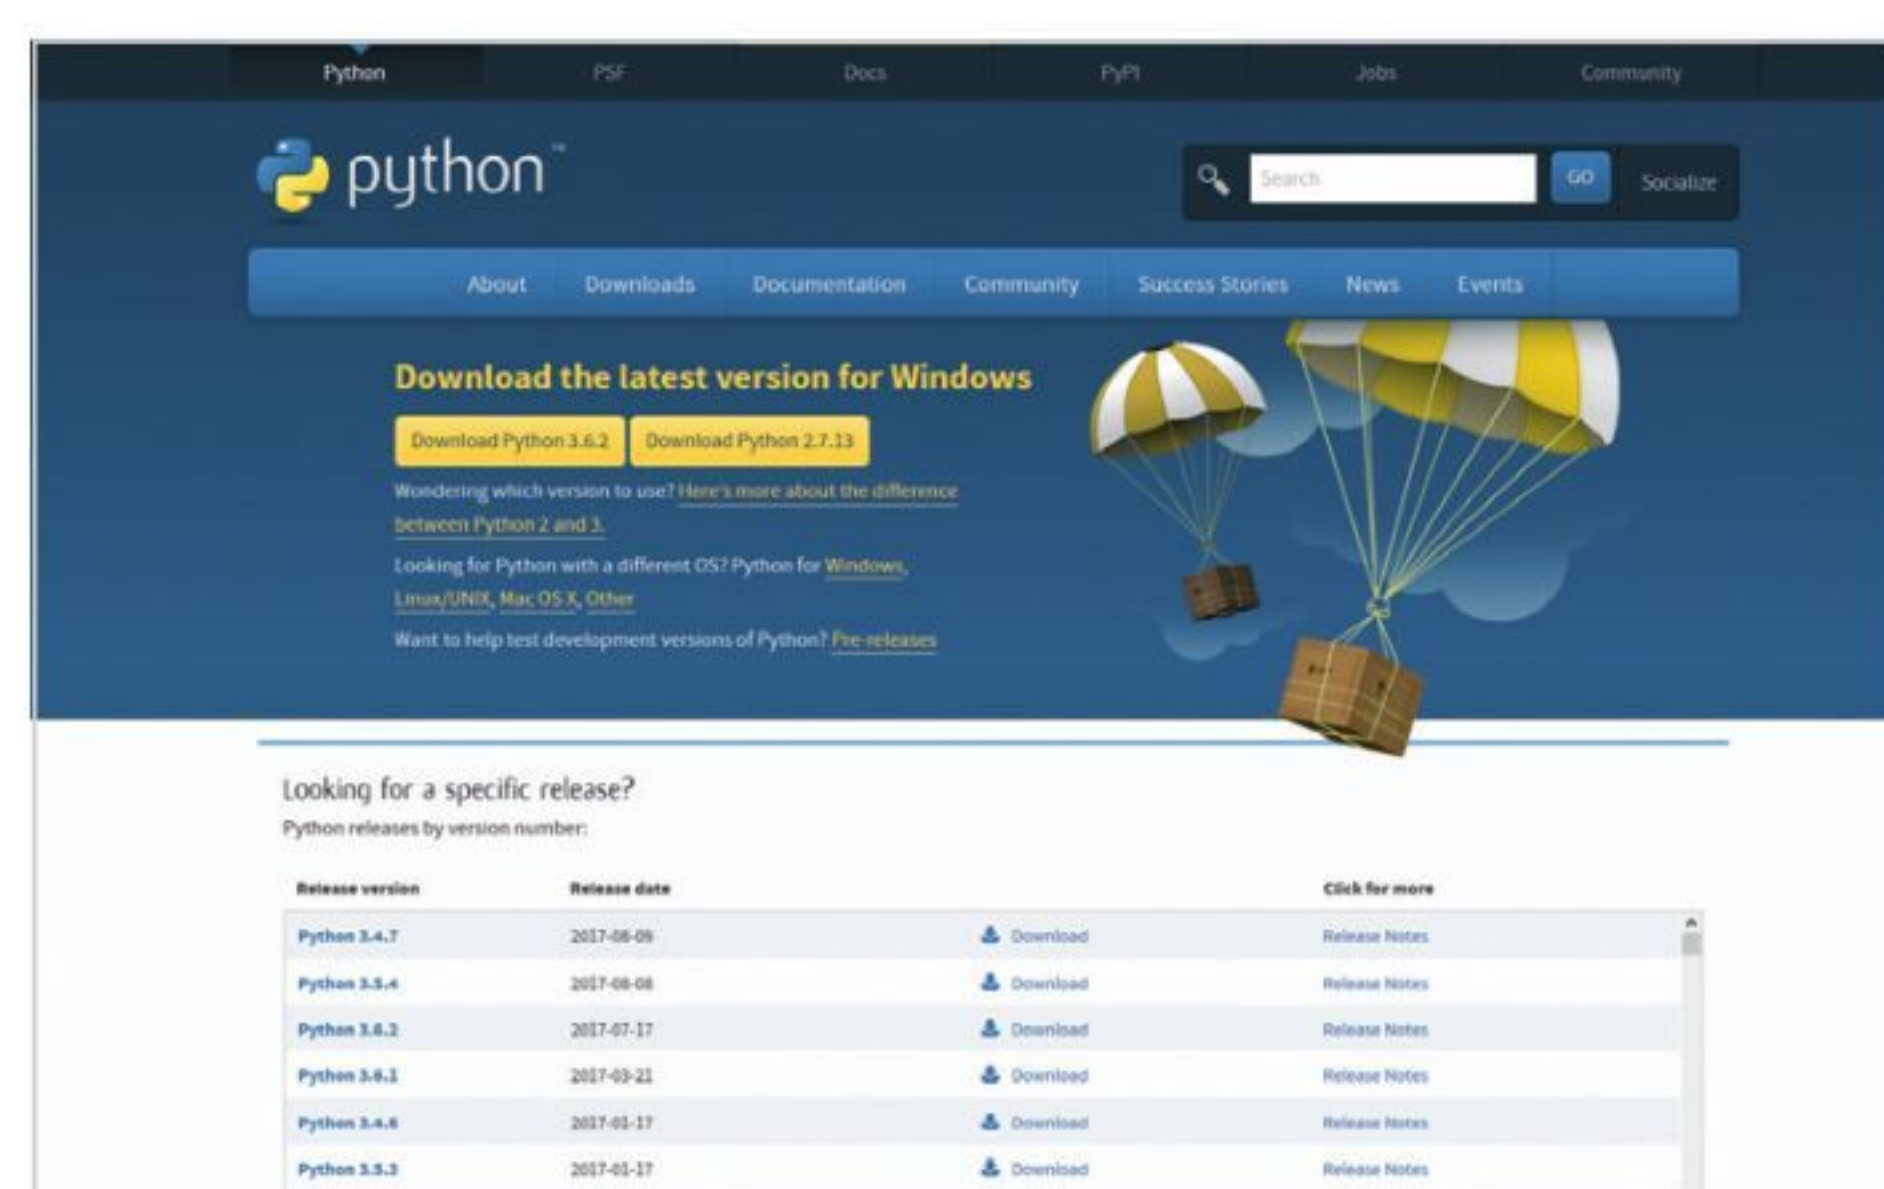 Python PSF Docs PyPI Jobs Community
python™
Search GO Socialize
About Downloads Documentation Community Success Stories News Events
Download the latest version for Windows
Download Python 3.6.2 Download Python 2.7.13
Wondering which version to use? Here's more about the difference
between Python 2 and 3.
Looking for Python with a different OS? Python for Windows,
Linux/UNIX, Mac OS X, Other
Want to help test development versions of Python? Pre-releases
Looking for a specific release?
Python releases by version number:
Release version Release date Click for more
Python 3.4.7 2017-08-09 Download Release Notes
Python 3.5.4 2017-08-08 Download Release Notes
Python 3.6.2 2017-07-17 Download Release Notes
Python 3.6.1 2017-03-21 Download Release Notes
Python 3.4.6 2017-01-17 Download Release Notes
Python 3.5.3 2017-01-17 Download Release Notes